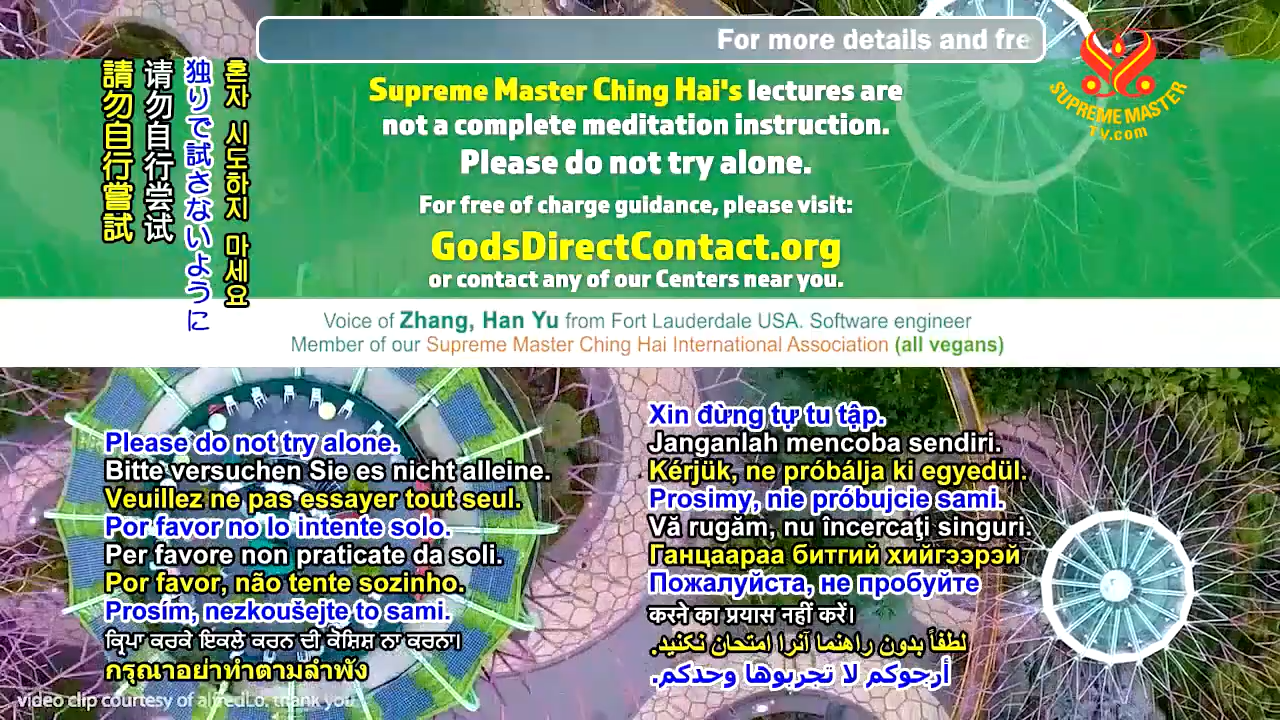 For more details and fre
SUPREME MASTER
TV.com
Supreme Master Ching Hai's lectures are
not a complete meditation instruction.
Please do not try alone.
For free of charge guidance, please visit:
GodsDirectContact.org
or contact any of our Centers near you.
請勿自行嘗試
请勿自行尝试
独りで試さないように
혼자 시도하지 마세요
Voice of Zhang, Han Yu from Fort Lauderdale USA. Software engineer
Member of our Supreme Master Ching Hai International Association (all vegans)
Please do not try alone.
Bitte versuchen Sie es nicht alleine.
Veuillez ne pas essayer tout seul.
Por favor no lo intente solo.
Per favore non praticate da soli.
Por favor, não tente sozinho.
Prosím, nezkoušejte to sami.
ਕ੍ਰਿਪਾ ਕਰਕੇ ਇਕਲੇ ਕਰਨ ਦੀ ਕੋਸ਼ਿਸ਼ ਨਾ ਕਰਨਾ।
กรุณาอย่าทำตามลำพัง
Xin đừng tự tu tập.
Janganlah mencoba sendiri.
Kérjük, ne próbálja ki egyedül.
Prosimy, nie próbujcie sami.
Vă rugăm, nu încercaţi singuri.
Ганцаараа битгий хийгээрэй
Пожалуйста, не пробуйте
करने का प्रयास नहीं करें।
لطفاً بدون راهنما آنرا امتحان نکنید.
أرجوكم لا تجربوها وحدكم.
video clip courtesy of alfredLo, thank you